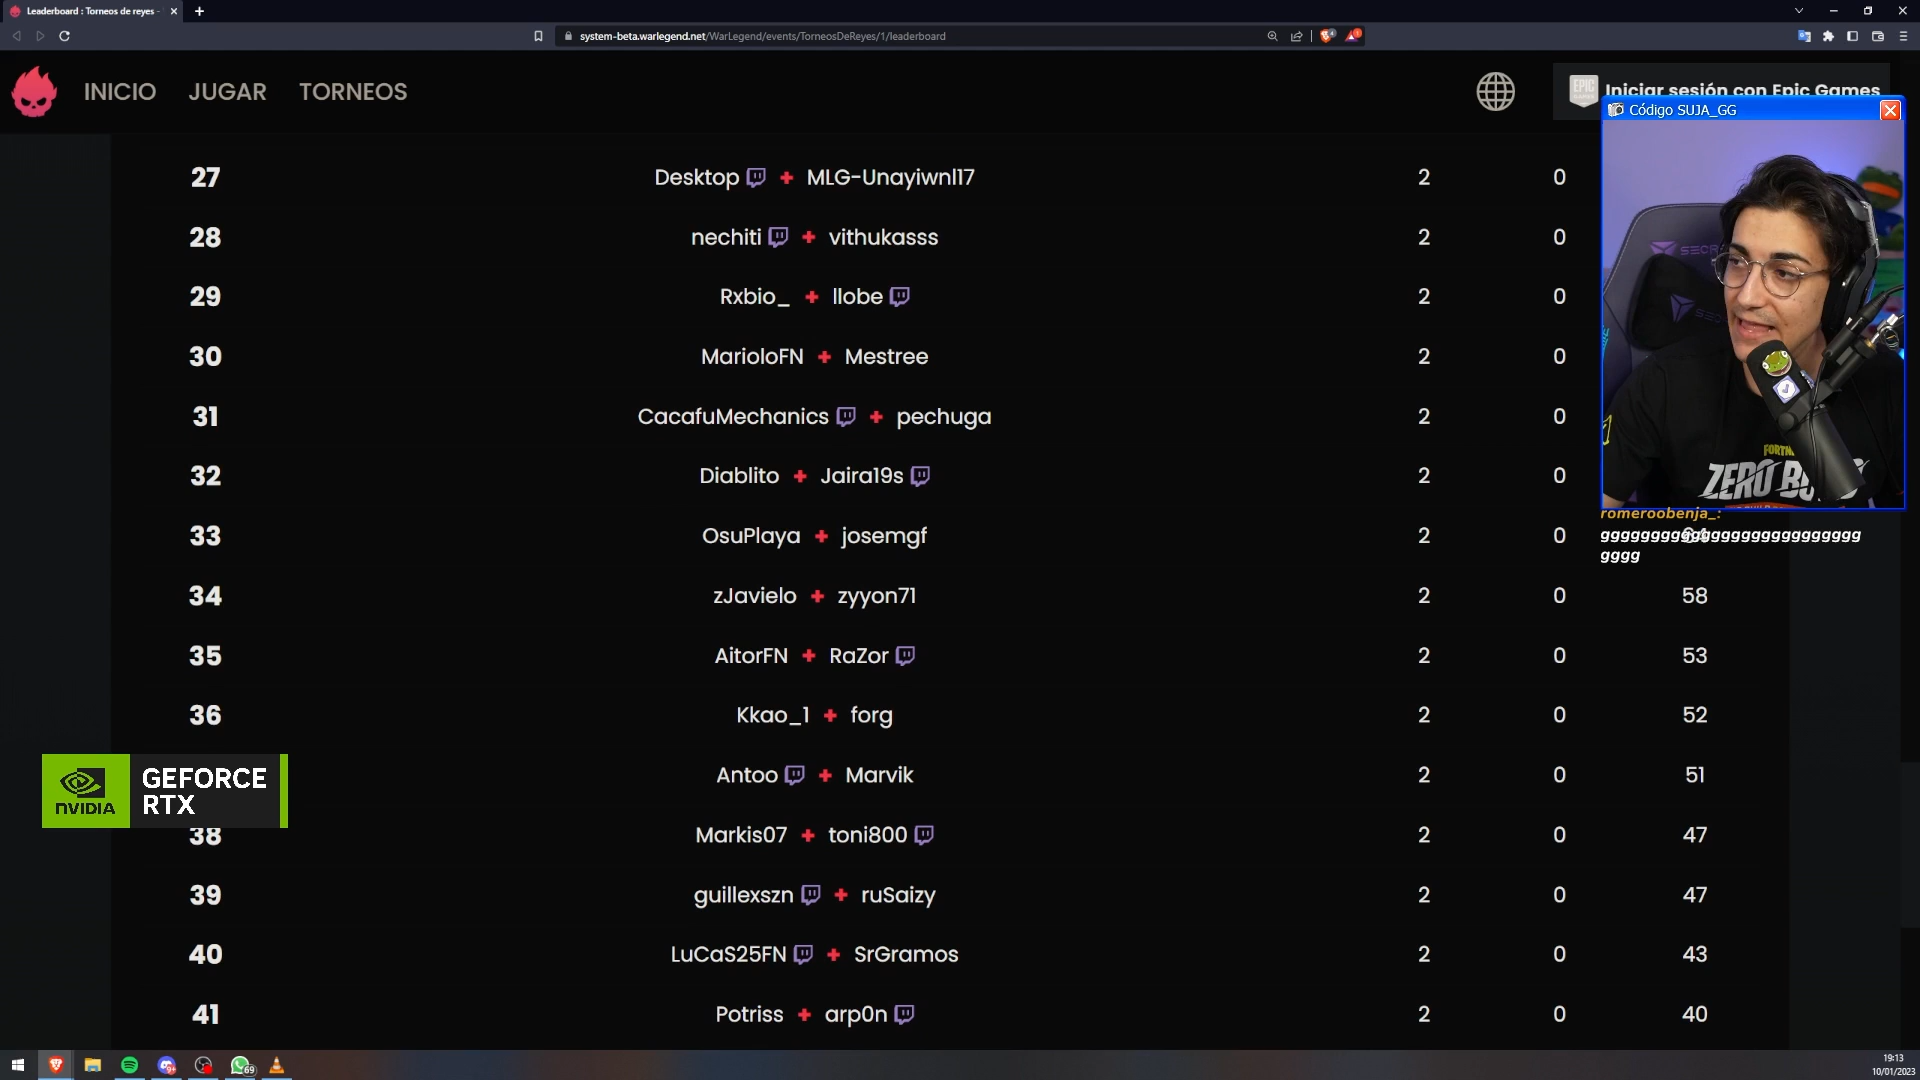 Leaderboard : Torneos de reyes -
system-beta.warlegend.net/WarLegend/events/TorneosDeReyes/1/leaderboard
INICIO JUGAR TORNEOS
EPIC
Iniciar sesión con Epic Games
Código SUJA_GG
27 Desktop + MLG-Unayiwnl17 2 0
28 nechiti + vithukasss 2 0
29 Rxbio_ + llobe 2 0
30 MarioloFN + Mestree 2 0
31 CacafuMechanics + pechuga 2 0
32 Diablito + Jaira19s 2 0
ZERO
romeroobenja_:
33 OsuPlaya + josemgf 2 0
gggggggggggggggggggggggggg
gggg
34 zJavielo + zyyon71 2 0 58
35 AitorFN + RaZor 2 0 53
36 Kkao_1 + forg 2 0 52
Antoo + Marvik 2 0 51
NVIDIA
GEFORCE
RTX
38 Markis07 + toni800 2 0 47
39 guillexszn + ruSaizy 2 0 47
40 LuCaS25FN + SrGramos 2 0 43
41 Potriss + arp0n 2 0 40
69
19:13
10/01/2023